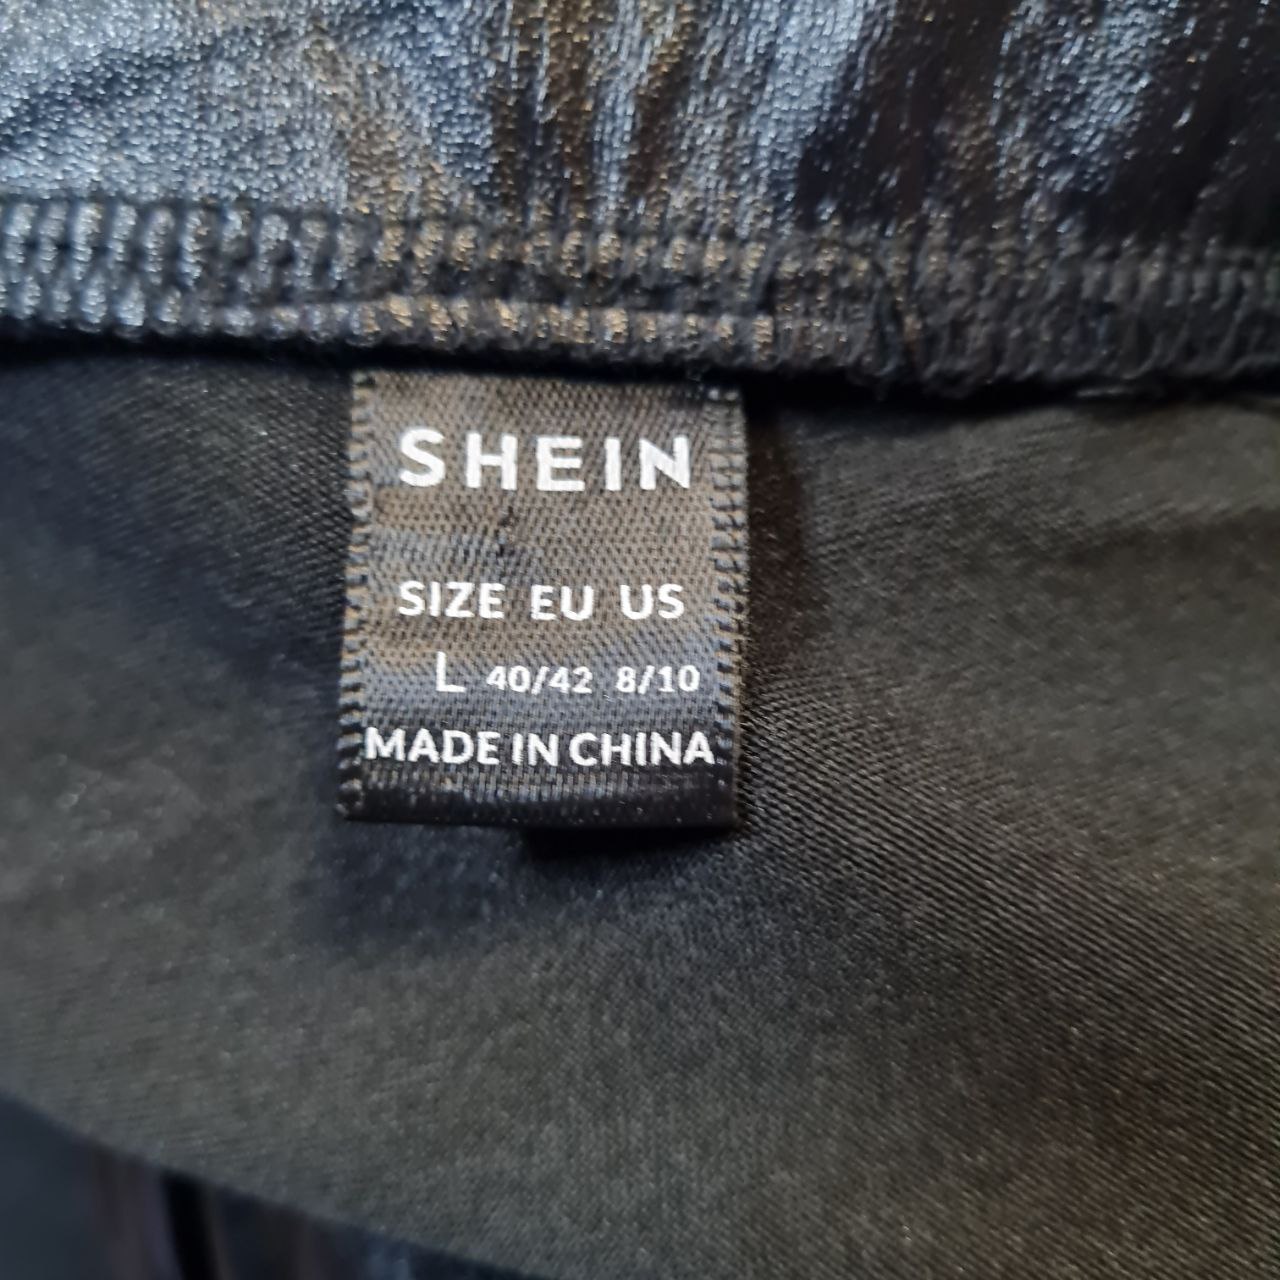 SHEIN
SIZE EU US
L 40/42 8/10
MADE IN CHINA